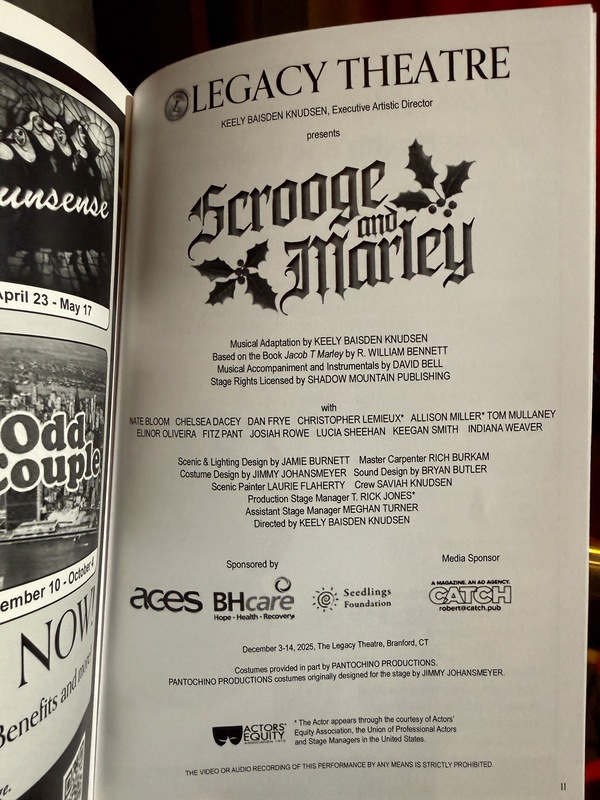 unsense
April 23 - May 17
Odd
Couple
ember 10 - October 4
NOW!
Benefits and more
LEGACY THEATRE
KEELY BAISDEN KNUDSEN, Executive Artistic Director
presents
Scrooge
and
Marley
Musical Adaptation by KEELY BAISDEN KNUDSEN
Based on the Book Jacob T Marley by R. WILLIAM BENNETT
Musical Accompaniment and Instrumentals by DAVID BELL
Stage Rights Licensed by SHADOW MOUNTAIN PUBLISHING
with
NATE BLOOM CHELSEA DACEY DAN FRYE CHRISTOPHER LEMIEUX* ALLISON MILLER* TOM MULLANEY
ELINOR OLIVEIRA FITZ PANT JOSIAH ROWE LUCIA SHEEHAN KEEGAN SMITH INDIANA WEAVER
Scenic & Lighting Design by JAMIE BURNETT Master Carpenter RICH BURKAM
Costume Design by JIMMY JOHANSMEYER Sound Design by BRYAN BUTLER
Scenic Painter LAURIE FLAHERTY Crew SAVIAH KNUDSEN
Production Stage Manager T. RICK JONES*
Assistant Stage Manager MEGHAN TURNER
Directed by KEELY BAISDEN KNUDSEN
Sponsored by
Media Sponsor
aces
BHcare
Hope • Health • Recovery
Seedlings
Foundation
A MAGAZINE. AN AD AGENCY.
CATCH
robert@catch.pub
December 3-14, 2025, The Legacy Theatre, Branford, CT
Costumes provided in part by PANTOCHINO PRODUCTIONS.
PANTOCHINO PRODUCTIONS costumes originally designed for the stage by JIMMY JOHANSMEYER.
ACTORS'
EQUITY
ASSOCIATION 1913
* The Actor appears through the courtesy of Actors'
Equity Association, the Union of Professional Actors
and Stage Managers in the United States.
THE VIDEO OR AUDIO RECORDING OF THIS PERFORMANCE BY ANY MEANS IS STRICTLY PROHIBITED.
11